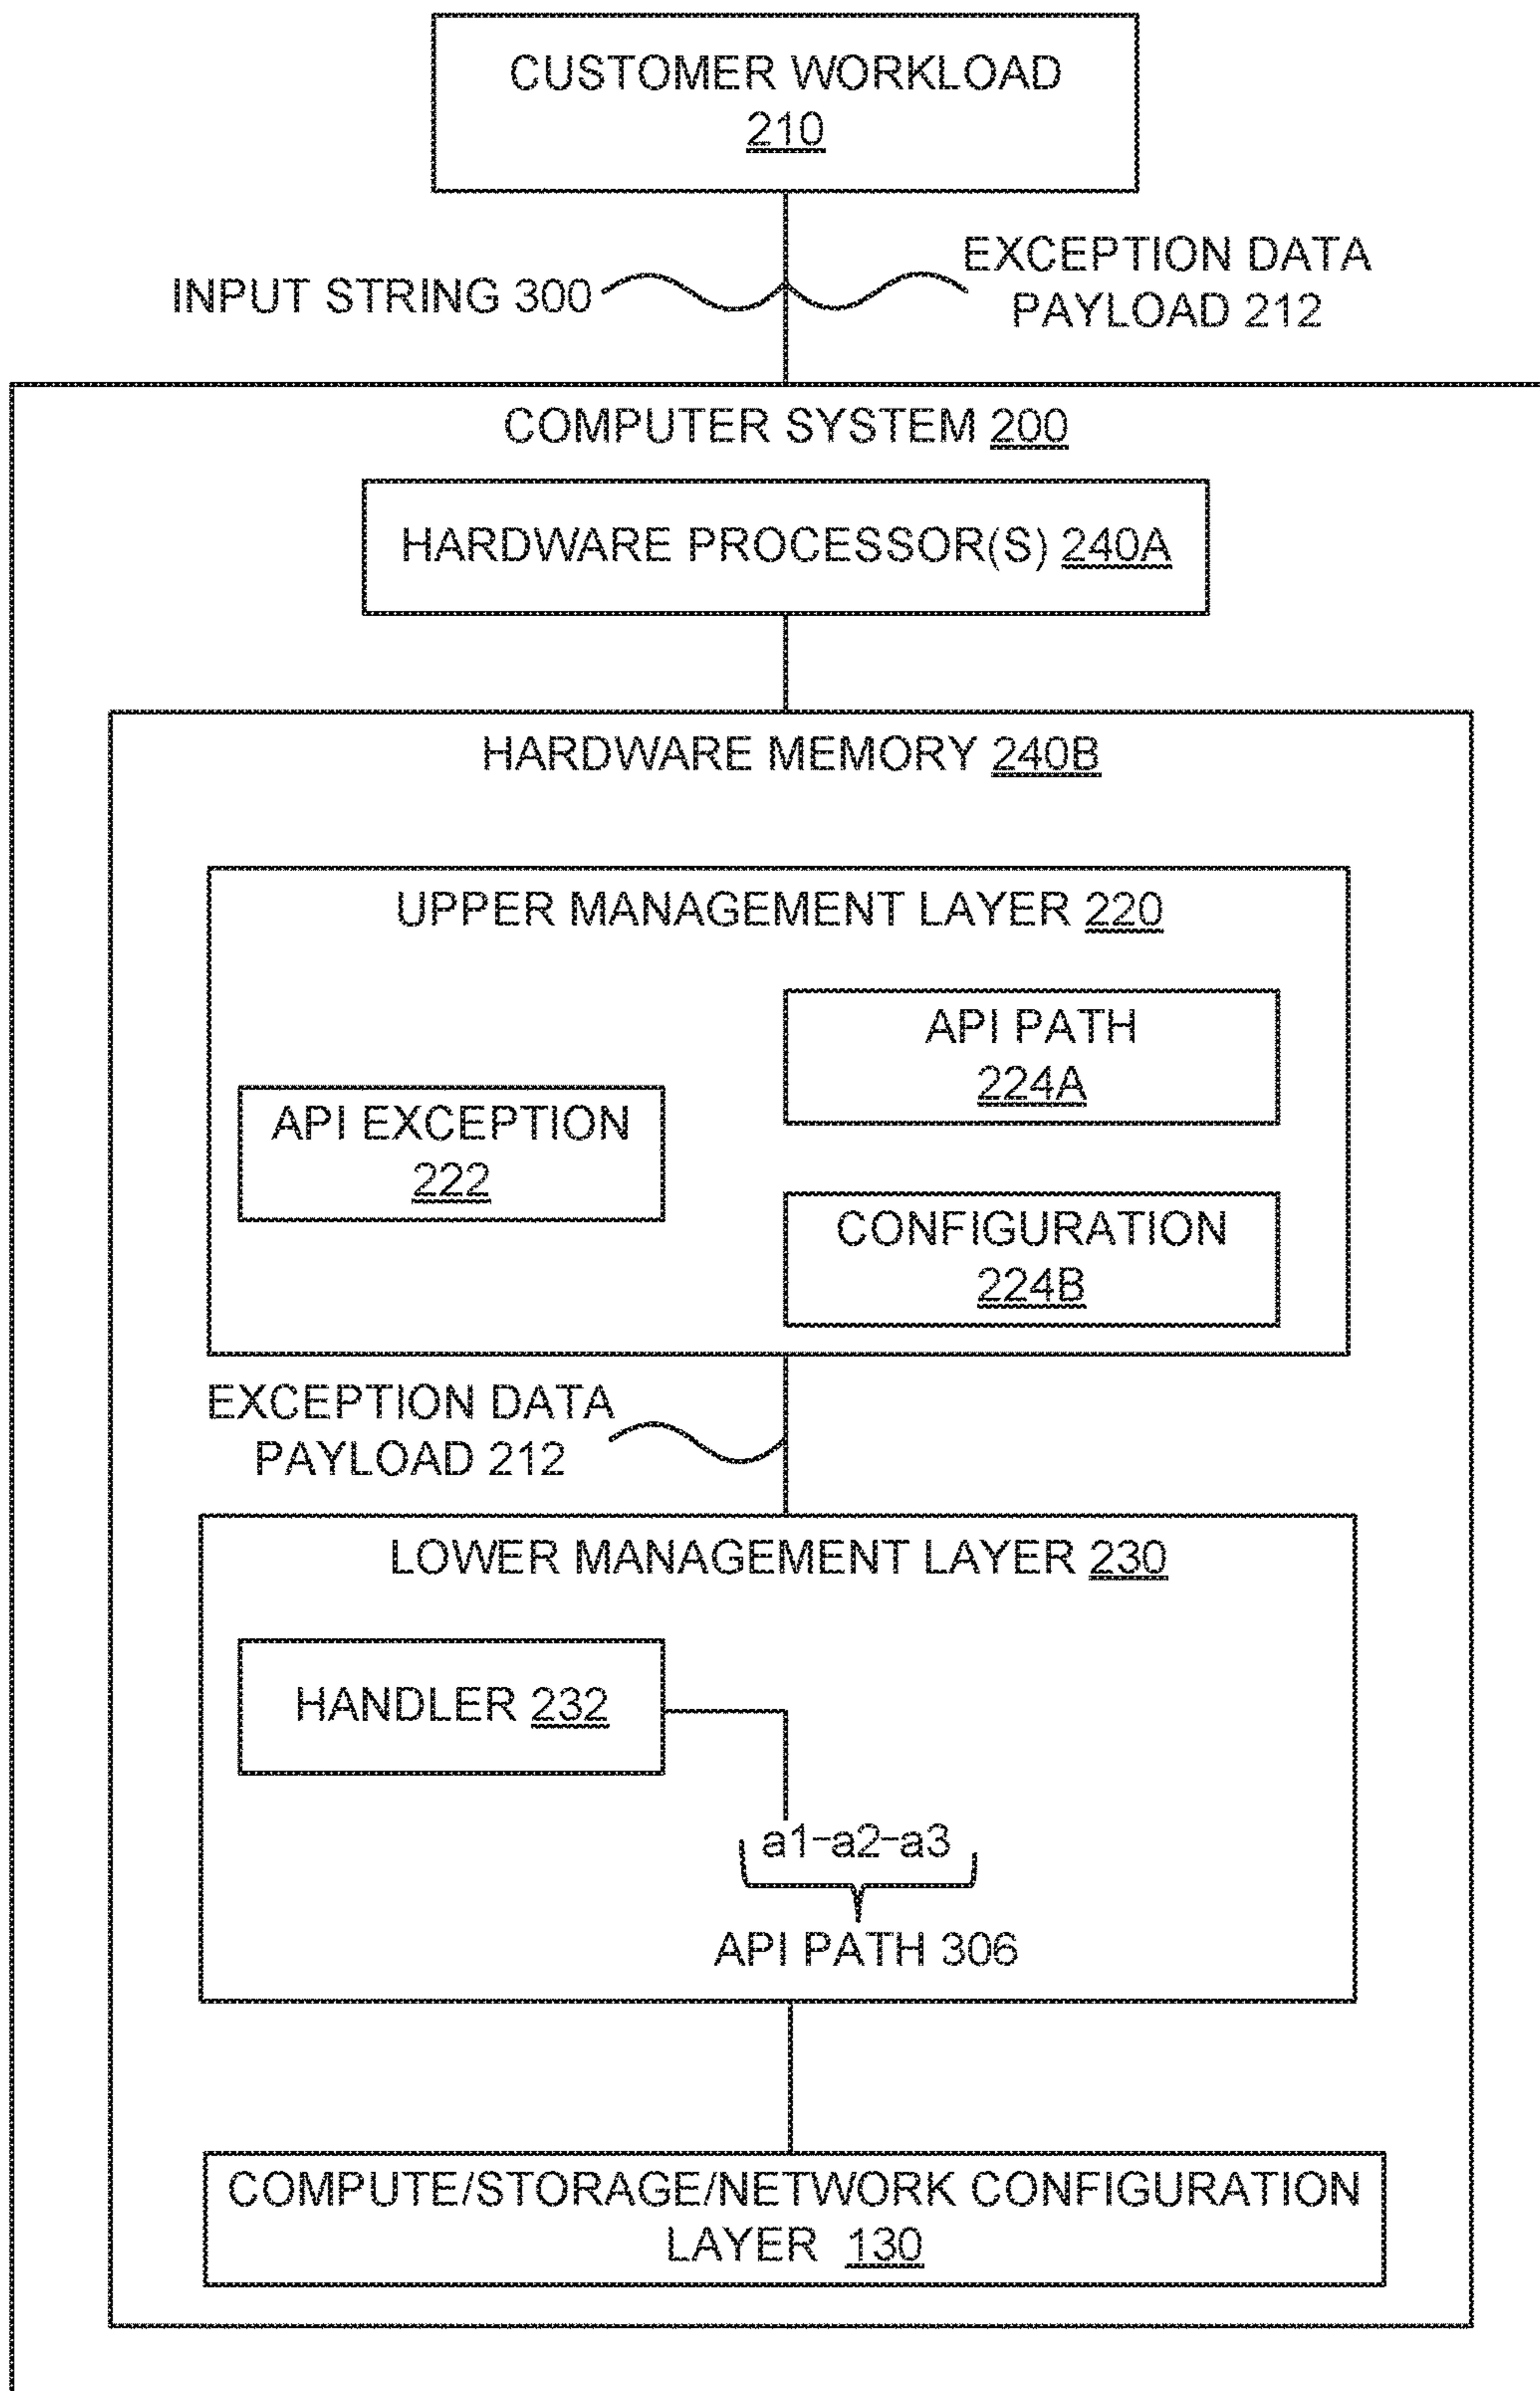 CUSTOMER WORKLOAD
210
INPUT STRING 300
EXCEPTION DATA
PAYLOAD 212
COMPUTER SYSTEM 200
HARDWARE PROCESSOR(S) 240A
HARDWARE MEMORY 240B
UPPER MANAGEMENT LAYER 220
API PATH
224A
API EXCEPTION
222
CONFIGURATION
224B
EXCEPTION DATA
PAYLOAD 212
LOWER MANAGEMENT LAYER 230
HANDLER 232
a1-a2-a3
API PATH 306
COMPUTE/STORAGE/NETWORK CONFIGURATION
LAYER 130